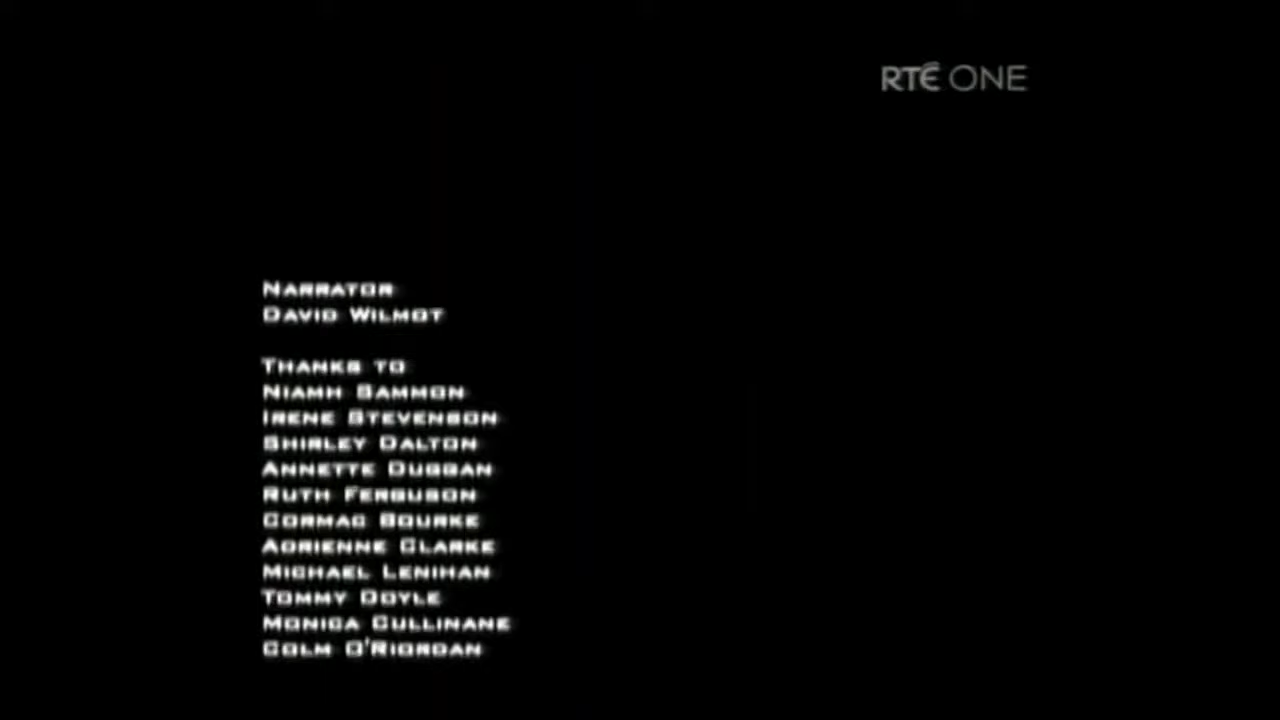 RTÉ ONE
NARRATOR
DAVID WILMOT
THANKS TO
NIAMH SAMMON
IRENE STEVENSON
SHIRLEY DALTON
ANNETTE DUGGAN
RUTH FERGUSON
CORMAC BOURKE
ADRIENNE CLARKE
MICHAEL LENIHAN
TOMMY DOYLE
MONICA CULLINANE
COLM O'RIORDAN